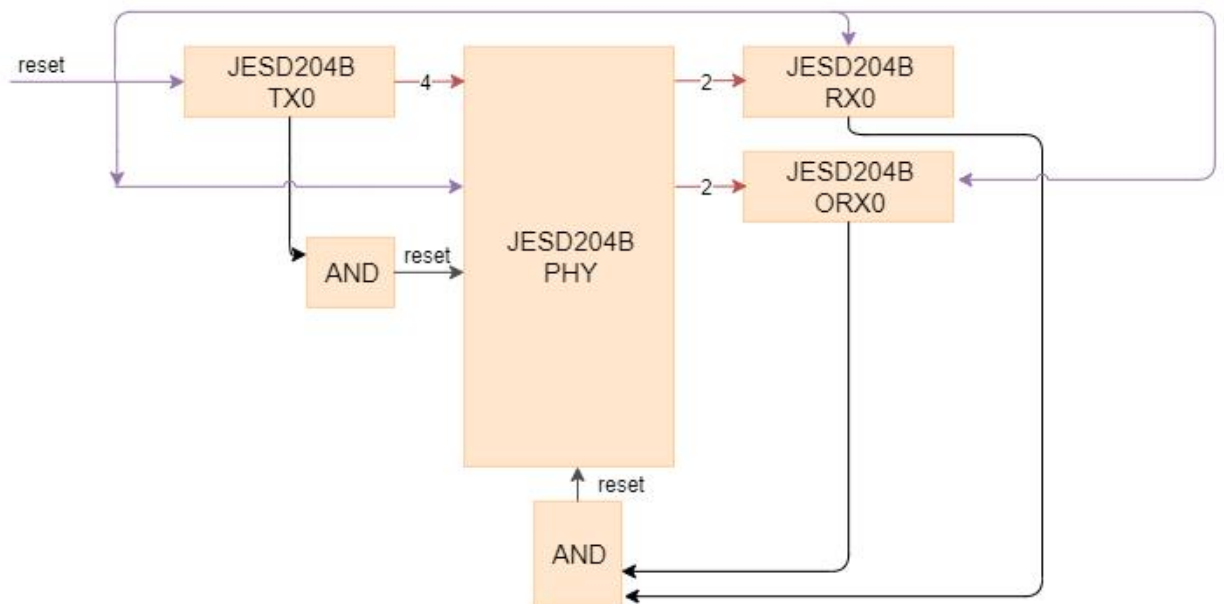 reset
JESD204B
TX0
4
2
JESD204B
RX0
2
JESD204B
ORX0
JESD204B
PHY
AND
reset
reset
AND